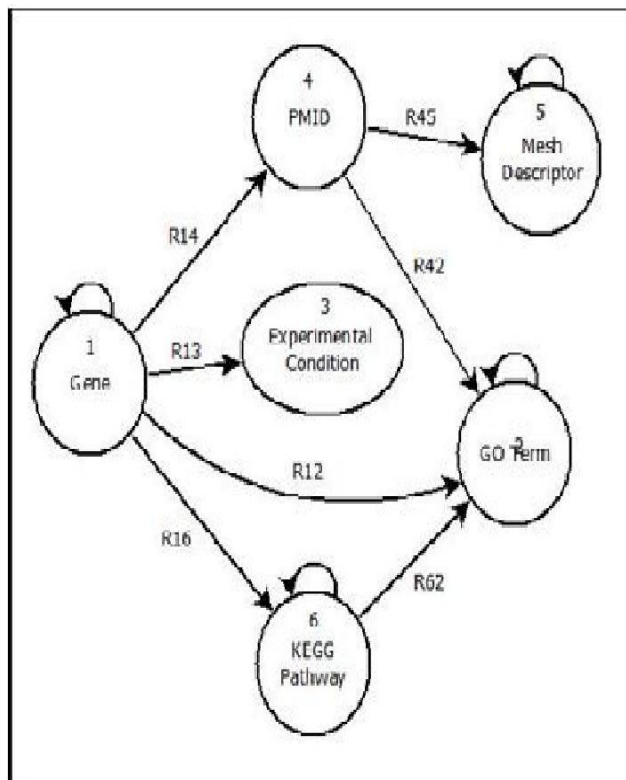 4
PMID
R45
5
Mesh
Descriptor
R14
R42
3
Experimental
Condition
R13
1
Gene
2
GO Term
R12
R16
R62
6
KEGG
Pathway